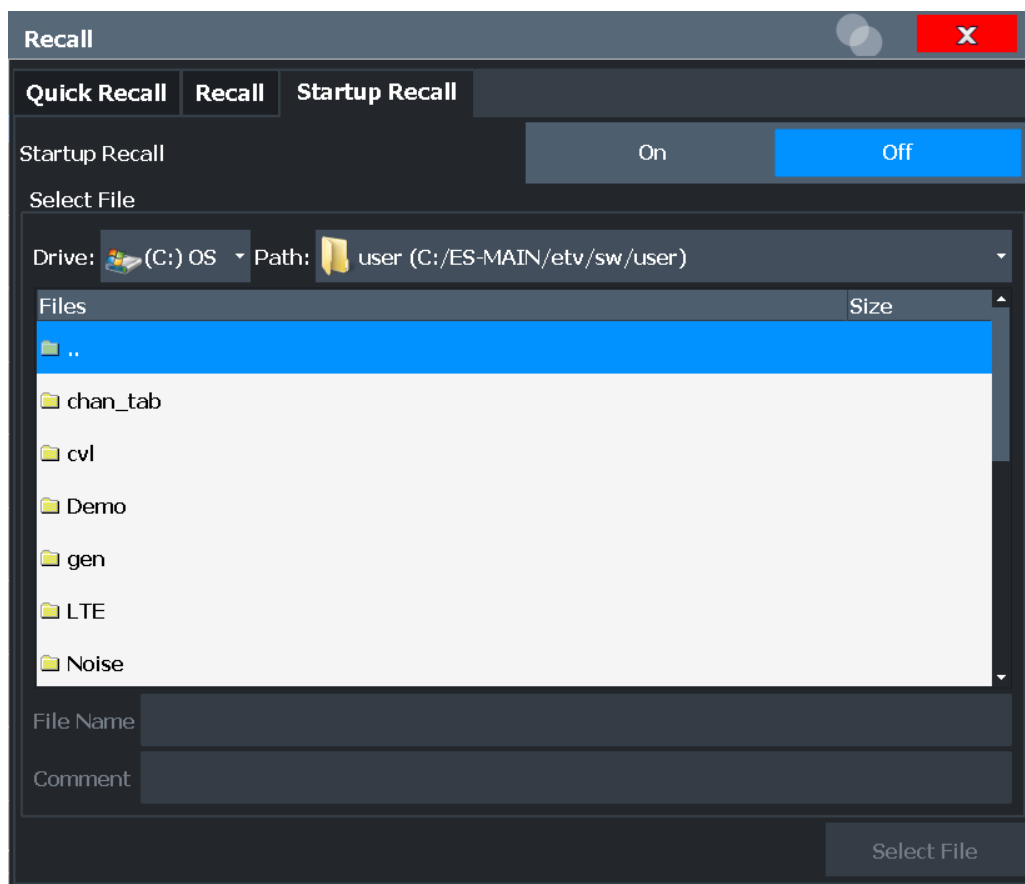 Recall X
Quick Recall Recall Startup Recall
Startup Recall On Off
Select File
Drive: (C:) OS Path: user (C:/ES-MAIN/etv/sw/user)
Files Size
..
chan_tab
cvl
Demo
gen
LTE
Noise
File Name
Comment
Select File